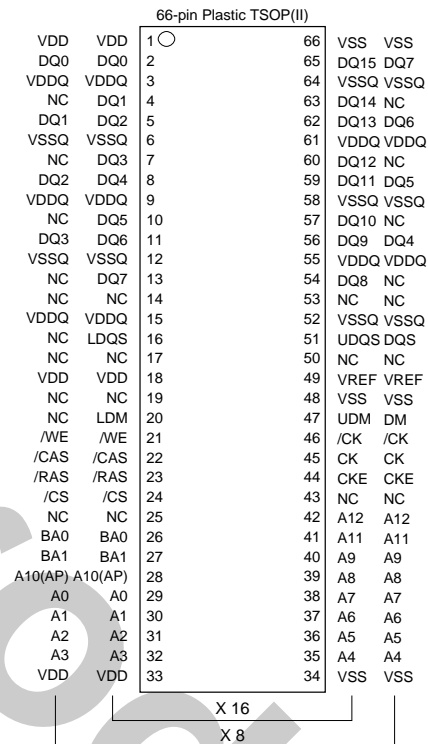 66-pin Plastic TSOP(II)
VDD VDD 1 66 VSS VSS
DQ0 DQ0 2 65 DQ15 DQ7
VDDQ VDDQ 3 64 VSSQ VSSQ
NC DQ1 4 63 DQ14 NC
DQ1 DQ2 5 62 DQ13 DQ6
VSSQ VSSQ 6 61 VDDQ VDDQ
NC DQ3 7 60 DQ12 NC
DQ2 DQ4 8 59 DQ11 DQ5
VDDQ VDDQ 9 58 VSSQ VSSQ
NC DQ5 10 57 DQ10 NC
DQ3 DQ6 11 56 DQ9 DQ4
VSSQ VSSQ 12 55 VDDQ VDDQ
NC DQ7 13 54 DQ8 NC
NC NC 14 53 NC NC
VDDQ VDDQ 15 52 VSSQ VSSQ
NC LDQS 16 51 UDQS DQS
NC NC 17 50 NC NC
VDD VDD 18 49 VREF VREF
NC NC 19 48 VSS VSS
NC LDM 20 47 UDM DM
/WE /WE 21 46 /CK /CK
/CAS /CAS 22 45 CK CK
/RAS /RAS 23 44 CKE CKE
/CS /CS 24 43 NC NC
NC NC 25 42 A12 A12
BA0 BA0 26 41 A11 A11
BA1 BA1 27 40 A9 A9
A10(AP) A10(AP) 28 39 A8 A8
A0 A0 29 38 A7 A7
A1 A1 30 37 A6 A6
A2 A2 31 36 A5 A5
A3 A3 32 35 A4 A4
VDD VDD 33 34 VSS VSS
X 16
X 8